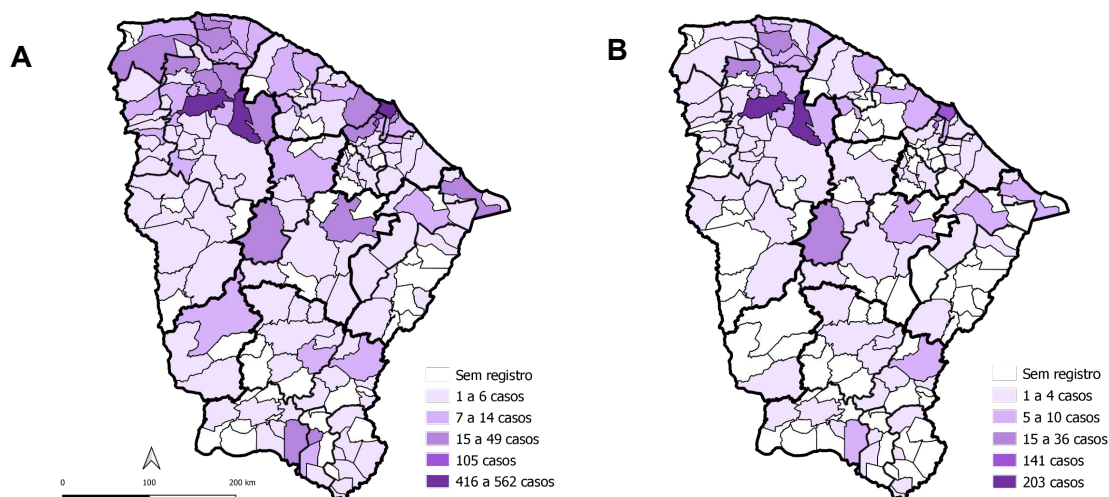 A
B
Sem registro
1 a 6 casos
7 a 14 casos
15 a 49 casos
105 casos
416 a 562 casos
0 100 200 km
Sem registro
1 a 4 casos
5 a 10 casos
15 a 36 casos
141 casos
203 casos